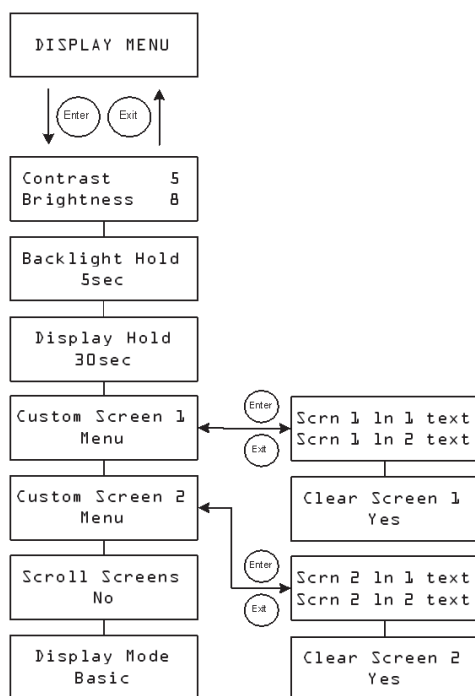 DISPLAY MENU
Enter
Exit
Contrast 5
Brightness 8
Backlight Hold
5sec
Display Hold
30sec
Custom Screen 1
Menu
Enter
Exit
Scrn 1 ln 1 text
Scrn 1 ln 2 text
Clear Screen 1
Yes
Custom Screen 2
Menu
Enter
Exit
Scrn 2 ln 1 text
Scrn 2 ln 2 text
Clear Screen 2
Yes
Scroll Screens
No
Display Mode
Basic